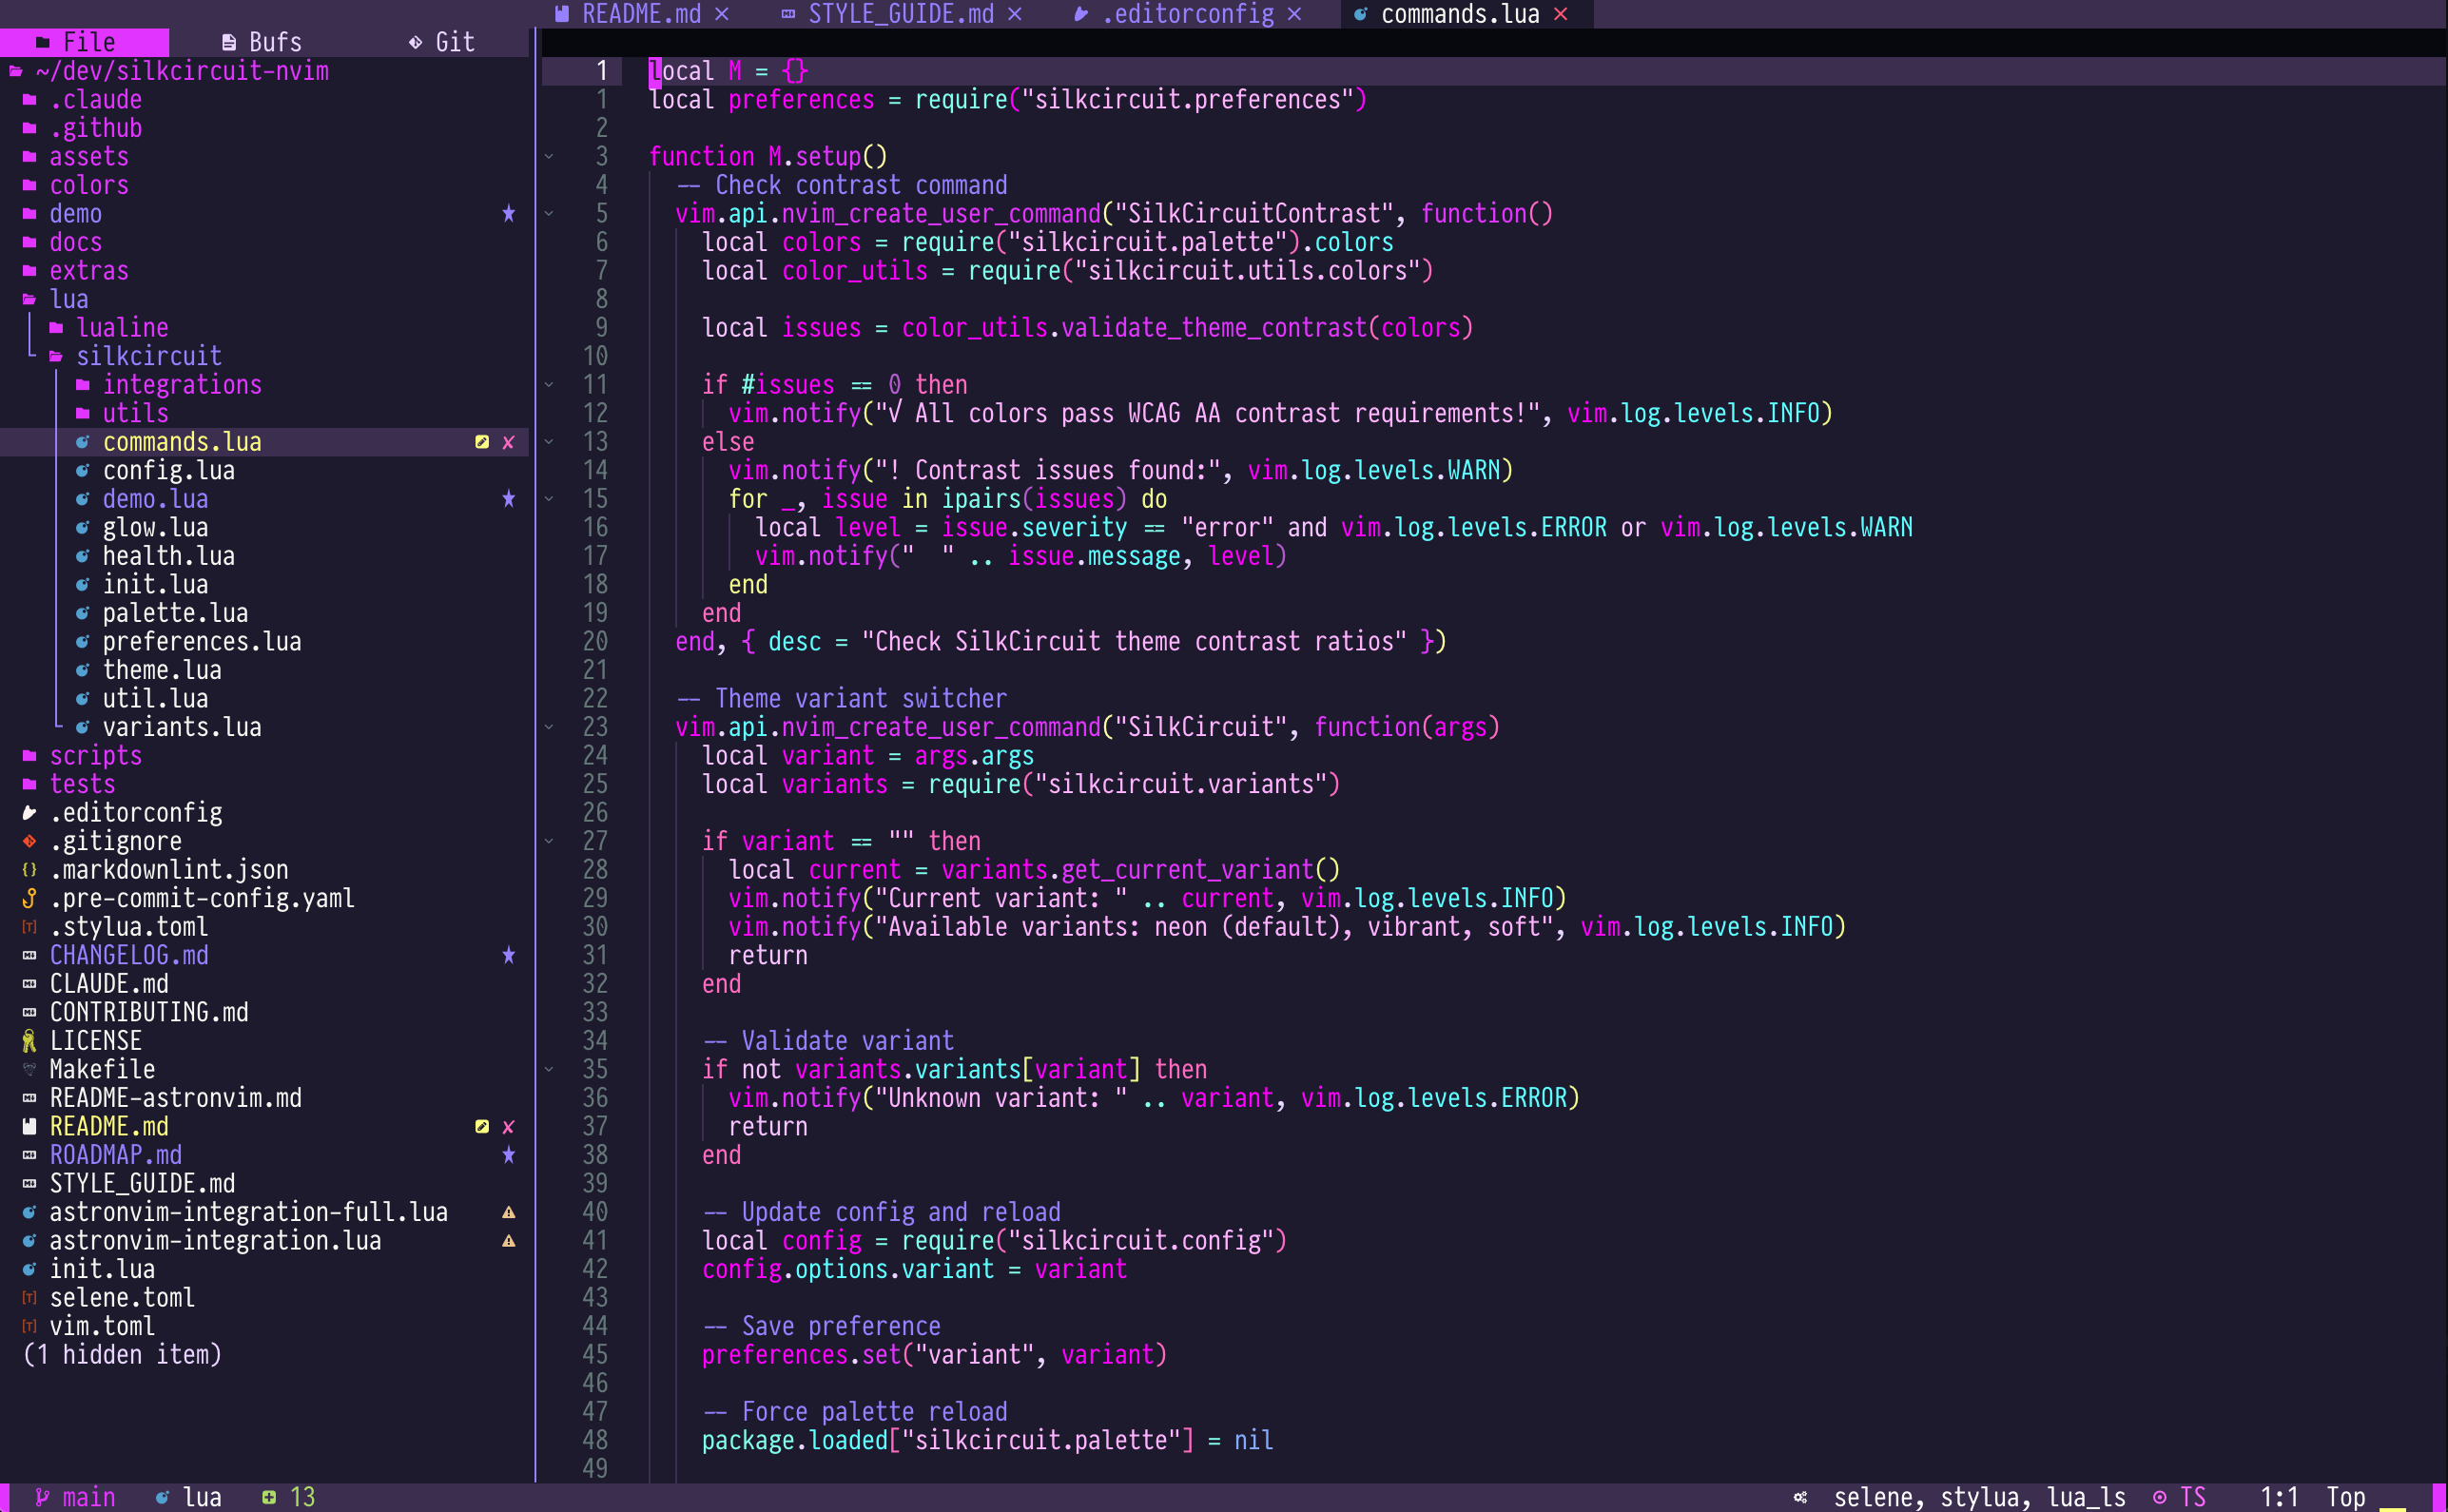 README.md × STYLE_GUIDE.md × .editorconfig × commands.lua ×
File Bufs Git
~/dev/silkcircuit-nvim
.claude
.github
assets
colors
demo
docs
extras
lua
lualine
silkcircuit
integrations
utils
commands.lua
config.lua
demo.lua
glow.lua
health.lua
init.lua
palette.lua
preferences.lua
theme.lua
util.lua
variants.lua
scripts
tests
.editorconfig
.gitignore
.markdownlint.json
.pre-commit-config.yaml
.stylua.toml
CHANGELOG.md
CLAUDE.md
CONTRIBUTING.md
LICENSE
Makefile
README-astronvim.md
README.md
ROADMAP.md
STYLE_GUIDE.md
astronvim-integration-full.lua
astronvim-integration.lua
init.lua
selene.toml
vim.toml
(1 hidden item)
1 local M = {}
1 local preferences = require("silkcircuit.preferences")
2
3 function M.setup()
4   -- Check contrast command
5   vim.api.nvim_create_user_command("SilkCircuitContrast", function()
6     local colors = require("silkcircuit.palette").colors
7     local color_utils = require("silkcircuit.utils.colors")
8
9     local issues = color_utils.validate_theme_contrast(colors)
10
11     if #issues == 0 then
12       vim.notify("√ All colors pass WCAG AA contrast requirements!", vim.log.levels.INFO)
13     else
14       vim.notify("! Contrast issues found:", vim.log.levels.WARN)
15       for _, issue in ipairs(issues) do
16         local level = issue.severity == "error" and vim.log.levels.ERROR or vim.log.levels.WARN
17         vim.notify("  " .. issue.message, level)
18       end
19     end
20   end, { desc = "Check SilkCircuit theme contrast ratios" })
21
22   -- Theme variant switcher
23   vim.api.nvim_create_user_command("SilkCircuit", function(args)
24     local variant = args.args
25     local variants = require("silkcircuit.variants")
26
27     if variant == "" then
28       local current = variants.get_current_variant()
29       vim.notify("Current variant: " .. current, vim.log.levels.INFO)
30       vim.notify("Available variants: neon (default), vibrant, soft", vim.log.levels.INFO)
31       return
32     end
33
34     -- Validate variant
35     if not variants.variants[variant] then
36       vim.notify("Unknown variant: " .. variant, vim.log.levels.ERROR)
37       return
38     end
39
40     -- Update config and reload
41     local config = require("silkcircuit.config")
42     config.options.variant = variant
43
44     -- Save preference
45     preferences.set("variant", variant)
46
47     -- Force palette reload
48     package.loaded["silkcircuit.palette"] = nil
49
main lua 13 selene, stylua, lua_ls TS 1:1 Top